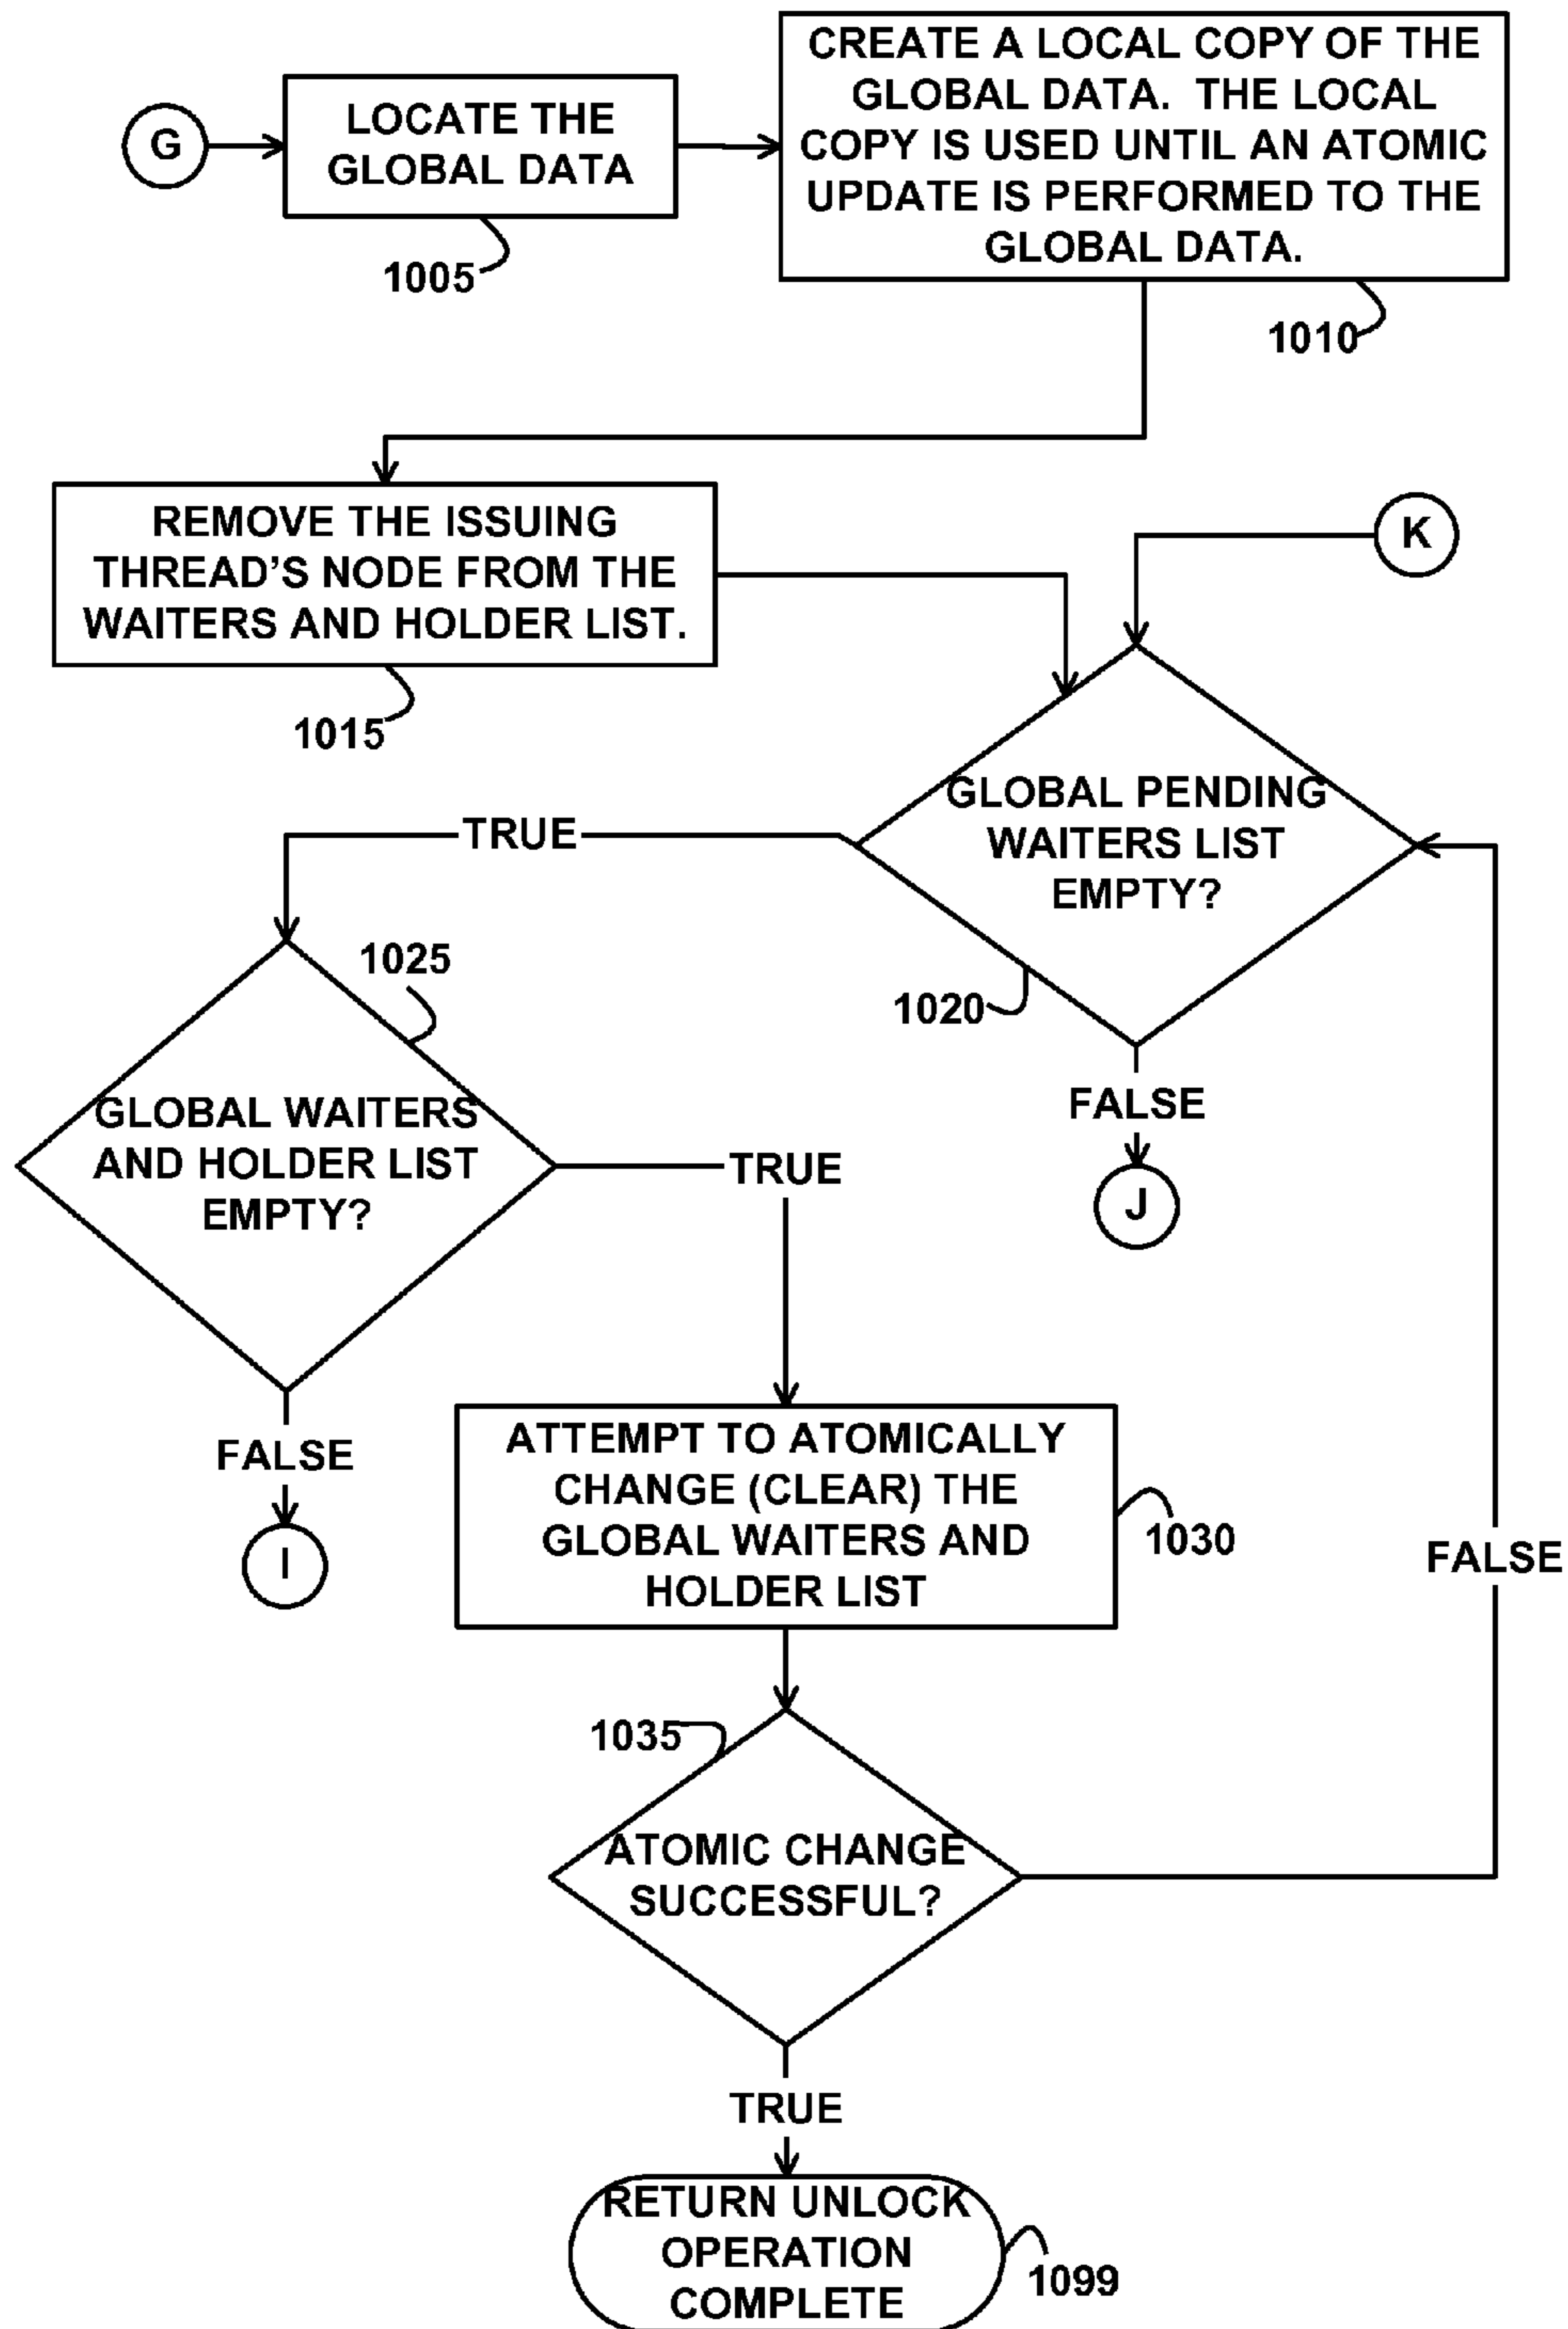 G
LOCATE THE
GLOBAL DATA
1005
CREATE A LOCAL COPY OF THE
GLOBAL DATA. THE LOCAL
COPY IS USED UNTIL AN ATOMIC
UPDATE IS PERFORMED TO THE
GLOBAL DATA.
1010
REMOVE THE ISSUING
THREAD'S NODE FROM THE
WAITERS AND HOLDER LIST.
1015
K
GLOBAL PENDING
WAITERS LIST
EMPTY?
1020
TRUE
FALSE
J
1025
GLOBAL WAITERS
AND HOLDER LIST
EMPTY?
TRUE
FALSE
I
ATTEMPT TO ATOMICALLY
CHANGE (CLEAR) THE
GLOBAL WAITERS AND
HOLDER LIST
1030
FALSE
1035
ATOMIC CHANGE
SUCCESSFUL?
TRUE
RETURN UNLOCK
OPERATION
COMPLETE
1099